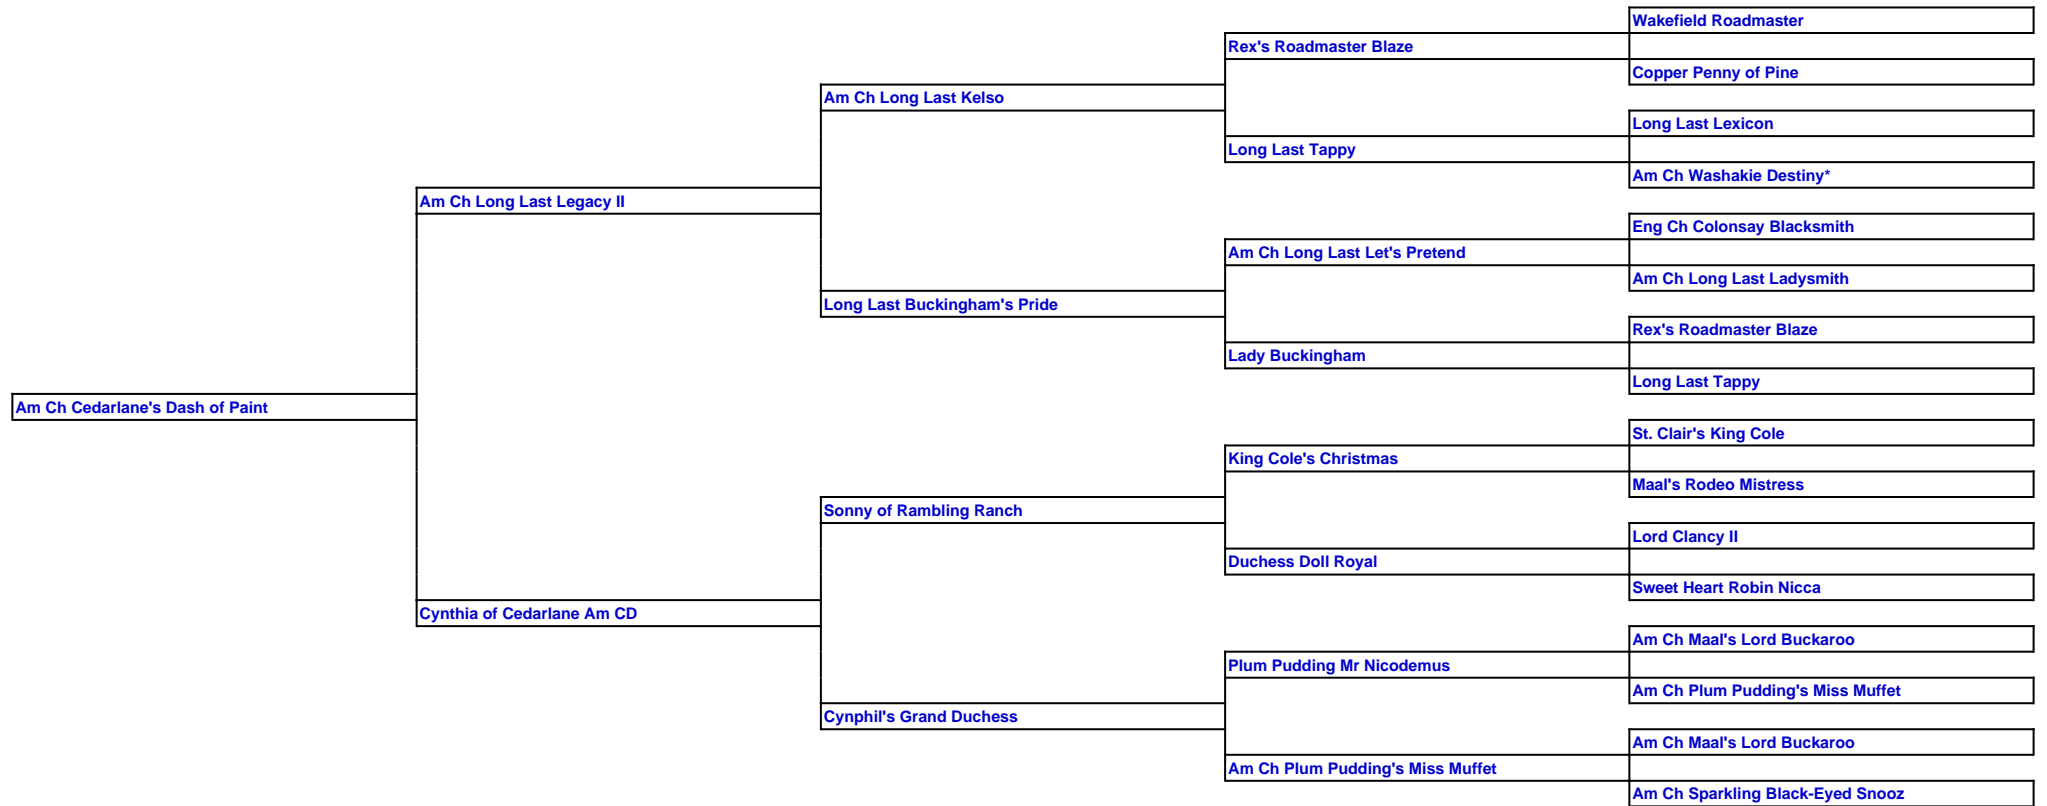 Wakefield Roadmaster
Rex's Roadmaster Blaze
Copper Penny of Pine
Am Ch Long Last Kelso
Long Last Lexicon
Long Last Tappy
Am Ch Washakie Destiny*
Am Ch Long Last Legacy II
Eng Ch Colonsay Blacksmith
Am Ch Long Last Let's Pretend
Am Ch Long Last Ladysmith
Long Last Buckingham's Pride
Rex's Roadmaster Blaze
Lady Buckingham
Long Last Tappy
Am Ch Cedarlane's Dash of Paint
St. Clair's King Cole
King Cole's Christmas
Maal's Rodeo Mistress
Sonny of Rambling Ranch
Lord Clancy II
Duchess Doll Royal
Sweet Heart Robin Nicca
Cynthia of Cedarlane Am CD
Am Ch Maal's Lord Buckaroo
Plum Pudding Mr Nicodemus
Am Ch Plum Pudding's Miss Muffet
Cynphil's Grand Duchess
Am Ch Maal's Lord Buckaroo
Am Ch Plum Pudding's Miss Muffet
Am Ch Sparkling Black-Eyed Snooz